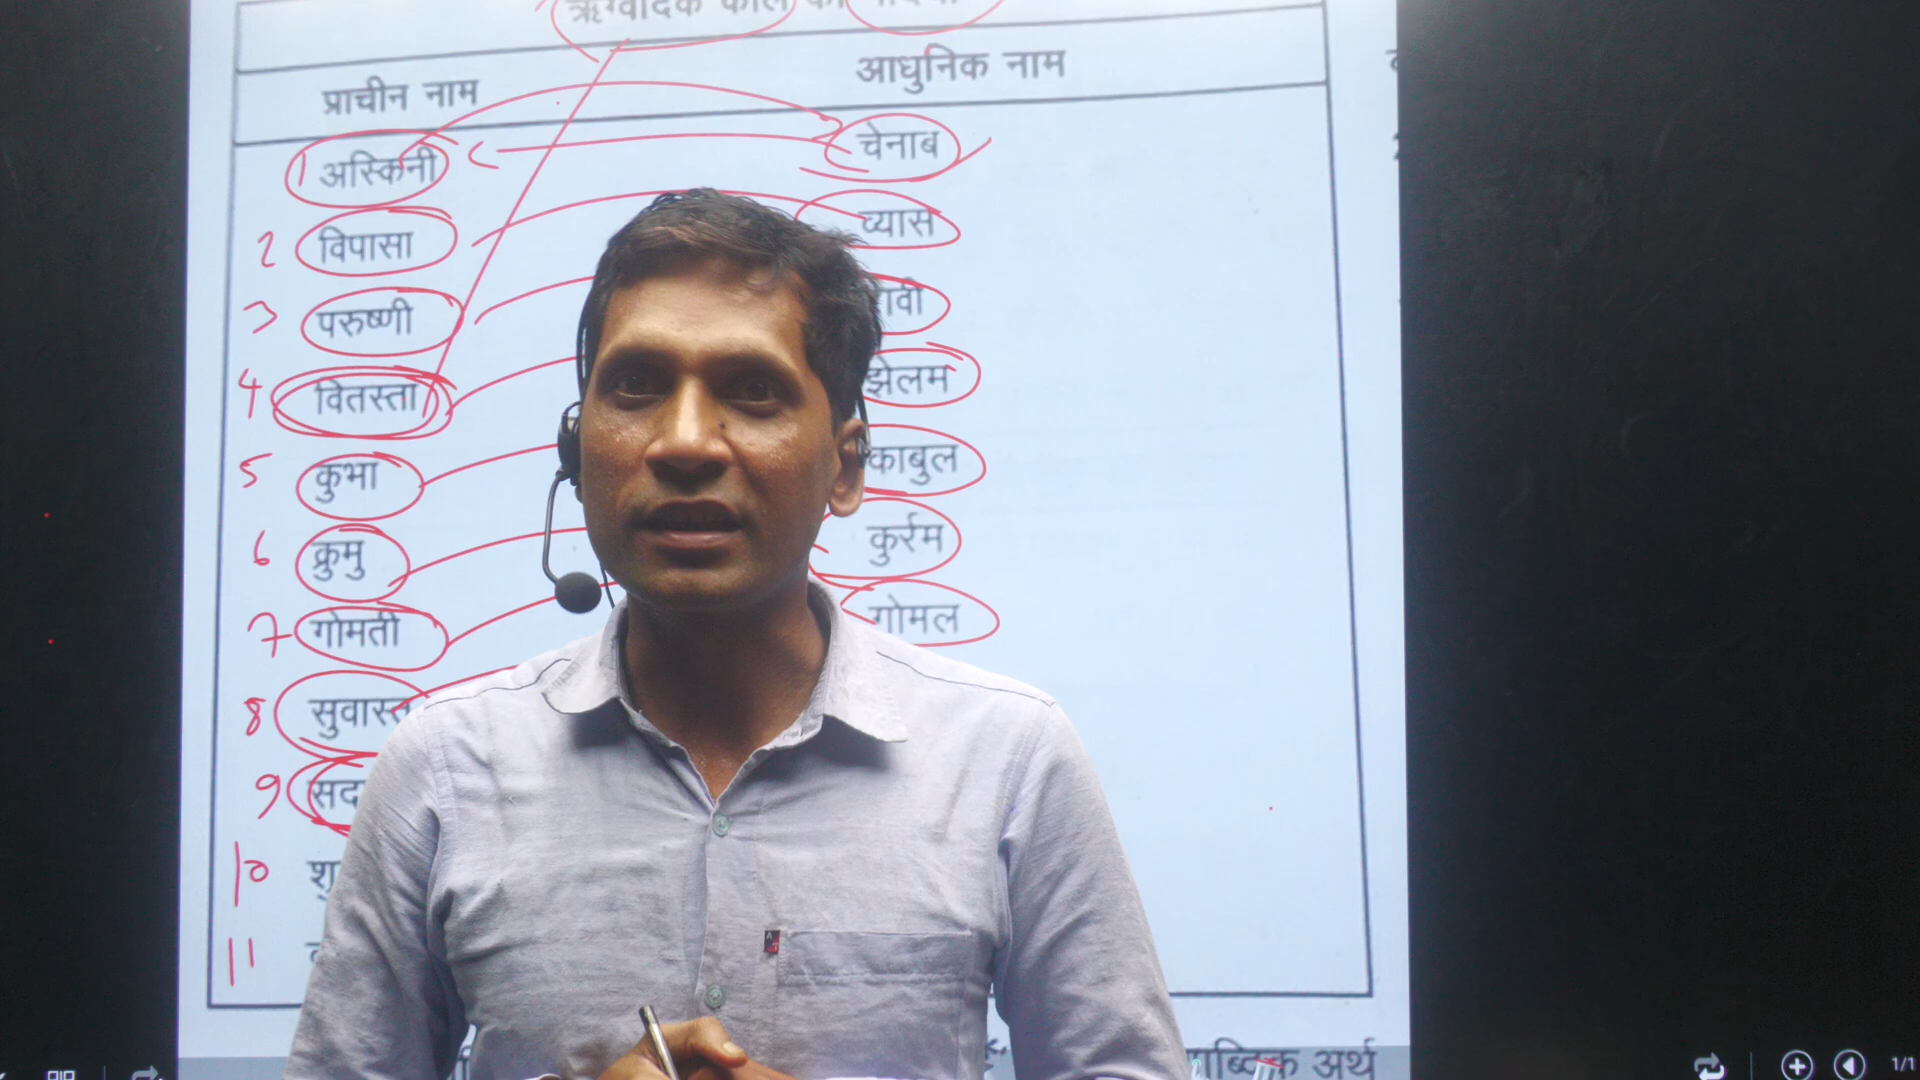 ऋग्वैदिक काल की
प्राचीन नाम आधुनिक नाम
1 अस्किनी चेनाब
2 विपासा व्यास
3 परुष्णी
4 वितस्ता झेलम
5 कुभा काबुल
6 क्रुमु कुर्रम
7 गोमती गोमल
8
9
10
11
अर्थ
1/1